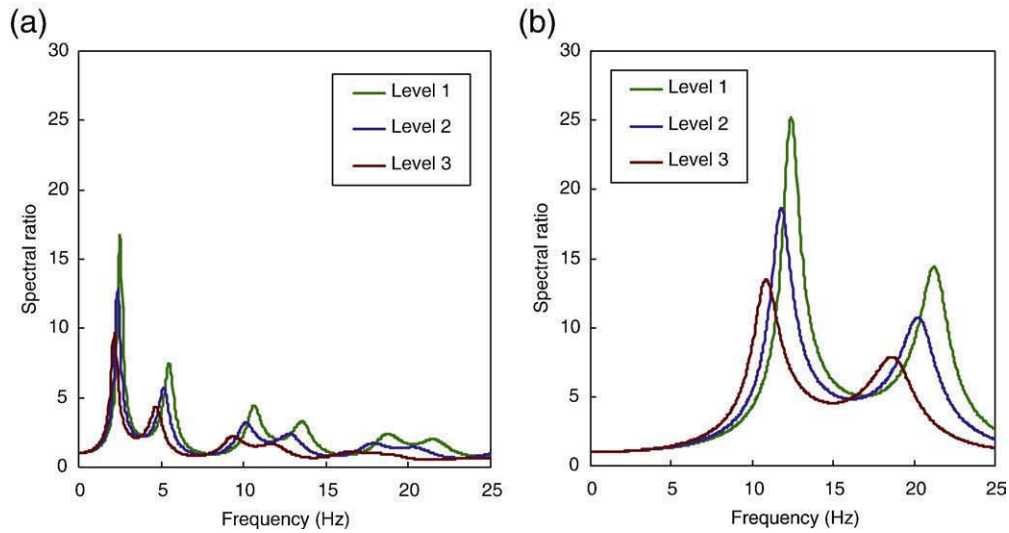 (a)
30
25
20
15
10
5
0
Spectral ratio
Level 1
Level 2
Level 3
0 5 10 15 20 25
Frequency (Hz)
(b)
30
25
20
15
10
5
0
Spectral ratio
Level 1
Level 2
Level 3
0 5 10 15 20 25
Frequency (Hz)